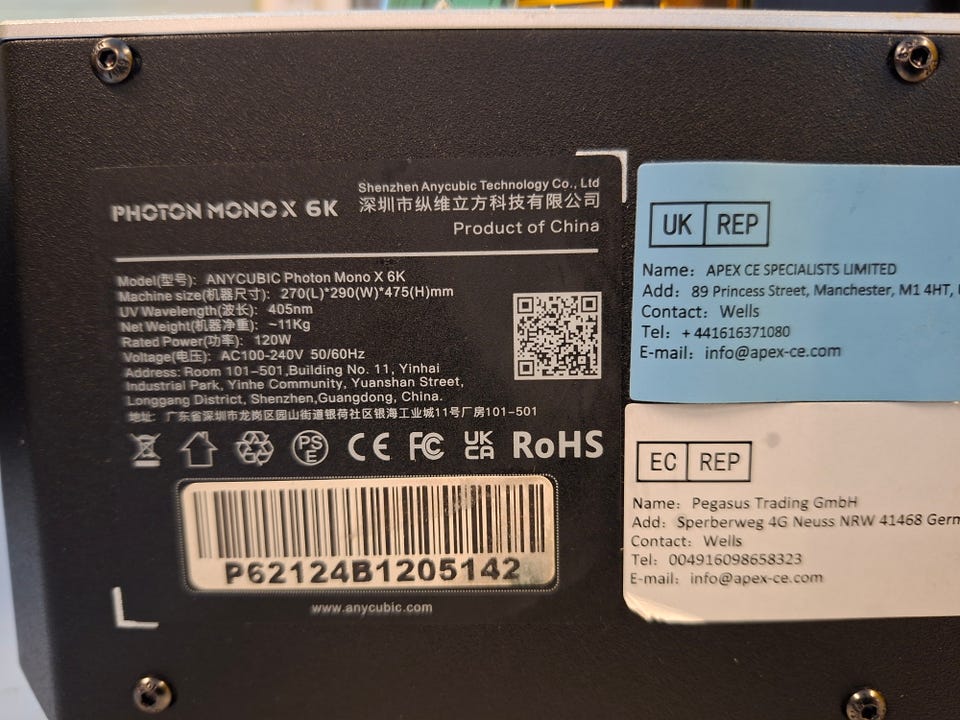 PHOTON MONO X 6K
Shenzhen Anycubic Technology Co., Ltd
深圳市纵维立方科技有限公司
Product of China
Model(型号): ANYCUBIC Photon Mono X 6K
Machine size(机器尺寸): 270(L)*290(W)*475(H)mm
UV Wavelength(波长): 405nm
Net Weight(机器净重): ~11Kg
Rated Power(功率): 120W
Voltage(电压): AC100-240V 50/60Hz
Address: Room 101-501,Building No. 11, Yinhai
Industrial Park, Yinhe Community, Yuanshan Street,
Longgang District, Shenzhen,Guangdong, China.
地址: 广东省深圳市龙岗区园山街道银荷社区银海工业城11号厂房101-501
PS
E
CE FC UK
CA RoHS
P62124B1205142
www.anycubic.com
UK REP
Name: APEX CE SPECIALISTS LIMITED
Add: 89 Princess Street, Manchester, M1 4HT,
Contact: Wells
Tel: +441616371080
E-mail: info@apex-ce.com
EC REP
Name: Pegasus Trading GmbH
Add: Sperberweg 4G Neuss NRW 41468 Germ
Contact: Wells
Tel: 004916098658323
E-mail: info@apex-ce.com